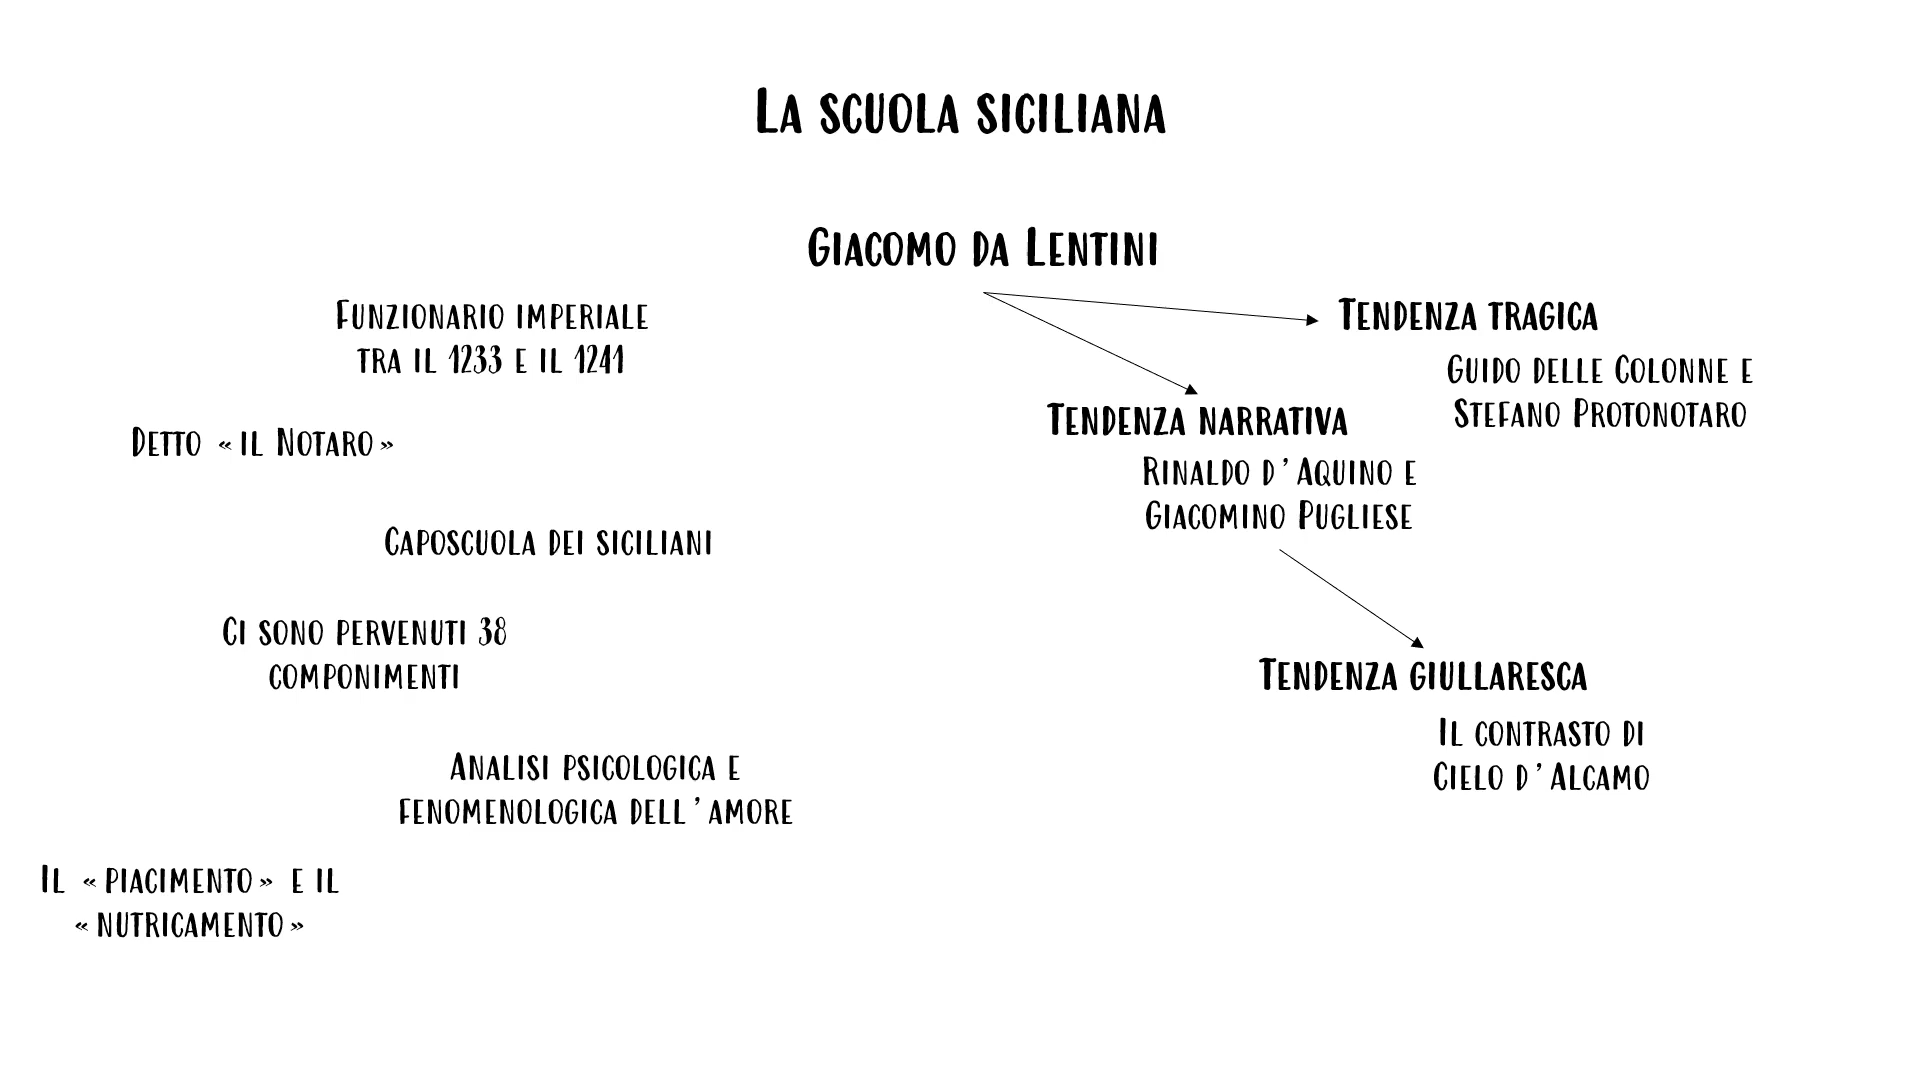 La scuola siciliana
Giacomo da Lentini
Funzionario imperiale
tra il 1233 e il 1241
Detto «il Notaro»
Caposcuola dei siciliani
Ci sono pervenuti 38
componimenti
Analisi psicologica e
fenomenologica dell'amore
Il «piacimento» e il
«nutricamento»
Tendenza tragica
Guido delle Colonne e
Stefano Protonotaro
Tendenza narrativa
Rinaldo d'Aquino e
Giacomino Pugliese
Tendenza giullaresca
Il contrasto di
Cielo d'Alcamo